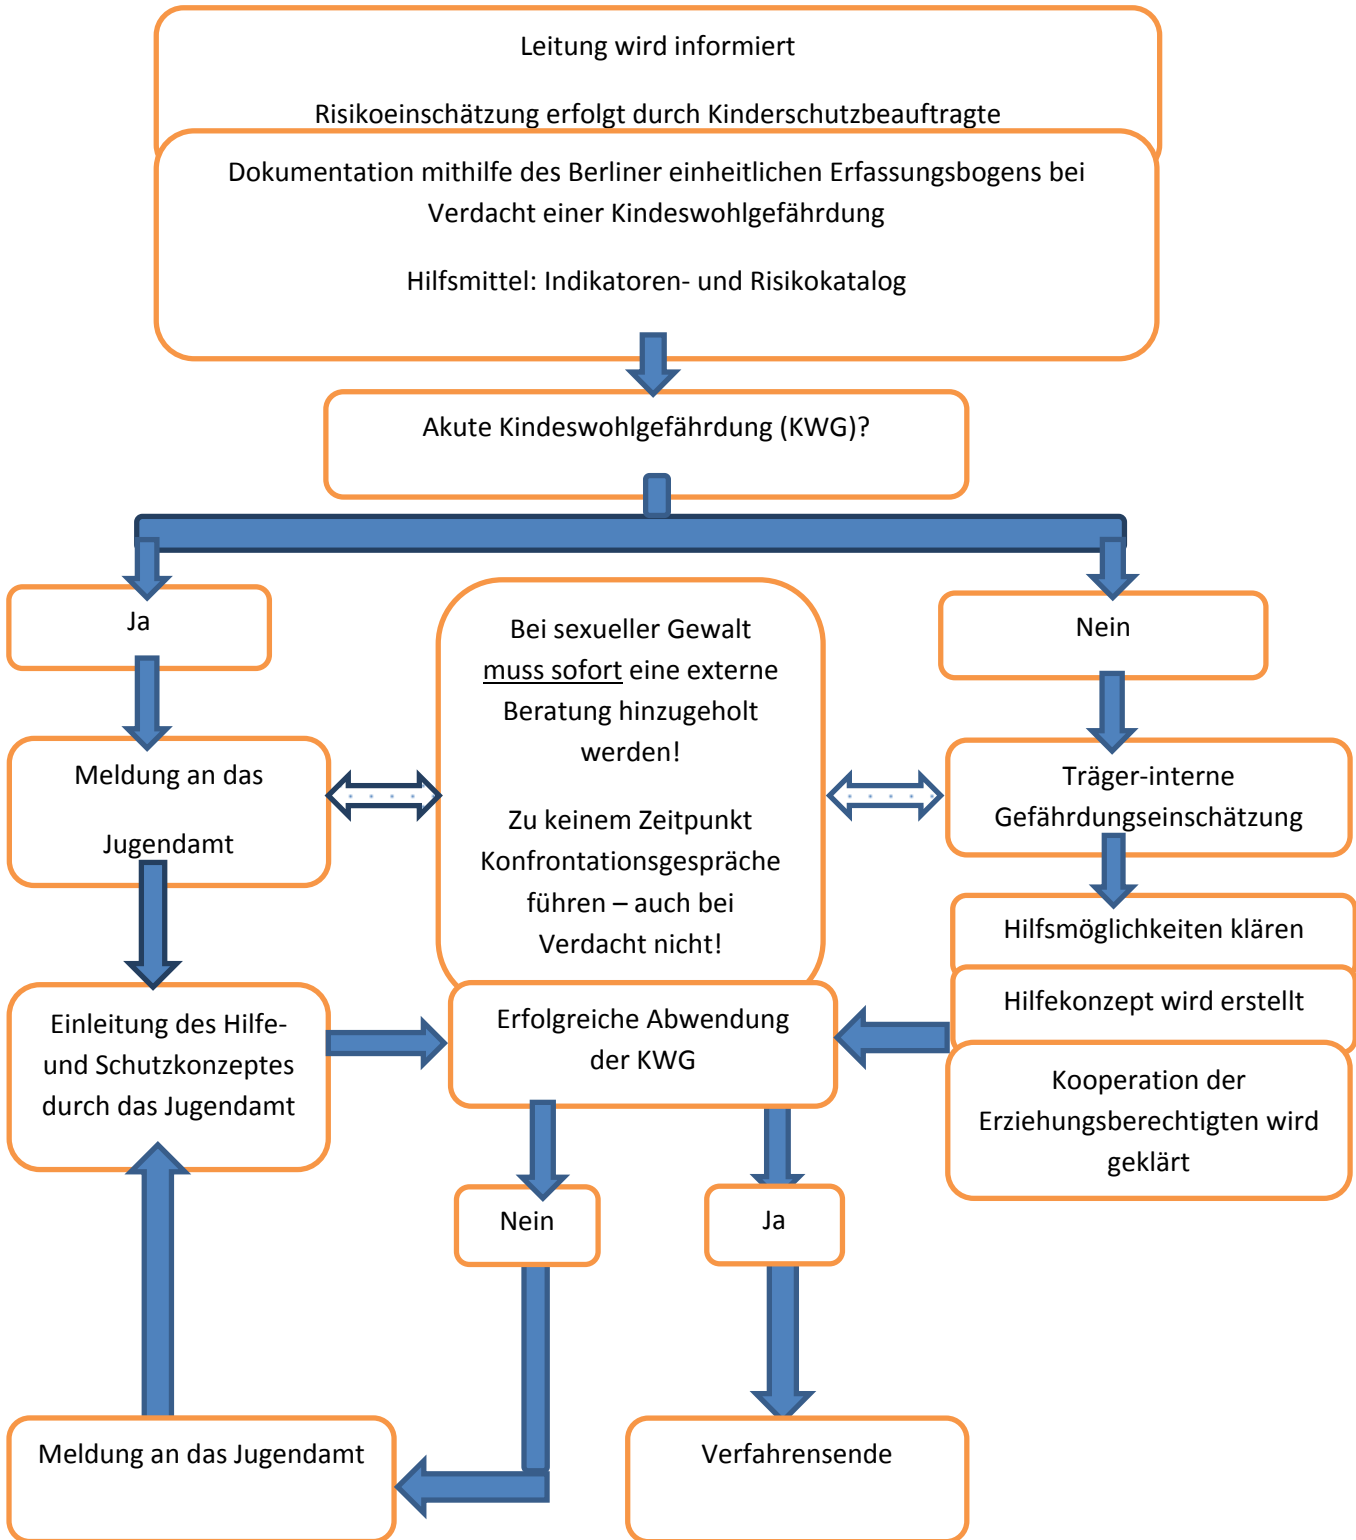 Leitung wird informiert
Risikoeinschätzung erfolgt durch Kinderschutzbeauftragte
Dokumentation mithilfe des Berliner einheitlichen Erfassungsbogens bei
Verdacht einer Kindeswohlgefährdung
Hilfsmittel: Indikatoren- und Risikokatalog
Akute Kindeswohlgefährdung (KWG)?
Ja
Nein
Bei sexueller Gewalt
muss sofort eine externe
Beratung hinzugeholt
werden!
Zu keinem Zeitpunkt
Konfrontationsgespräche
führen – auch bei
Verdacht nicht!
Meldung an das
Jugendamt
Träger-interne
Gefährdungseinschätzung
Hilfsmöglichkeiten klären
Hilfekonzept wird erstellt
Kooperation der
Erziehungsberechtigten wird
geklärt
Einleitung des Hilfe-
und Schutzkonzeptes
durch das Jugendamt
Erfolgreiche Abwendung
der KWG
Nein
Ja
Meldung an das Jugendamt
Verfahrensende